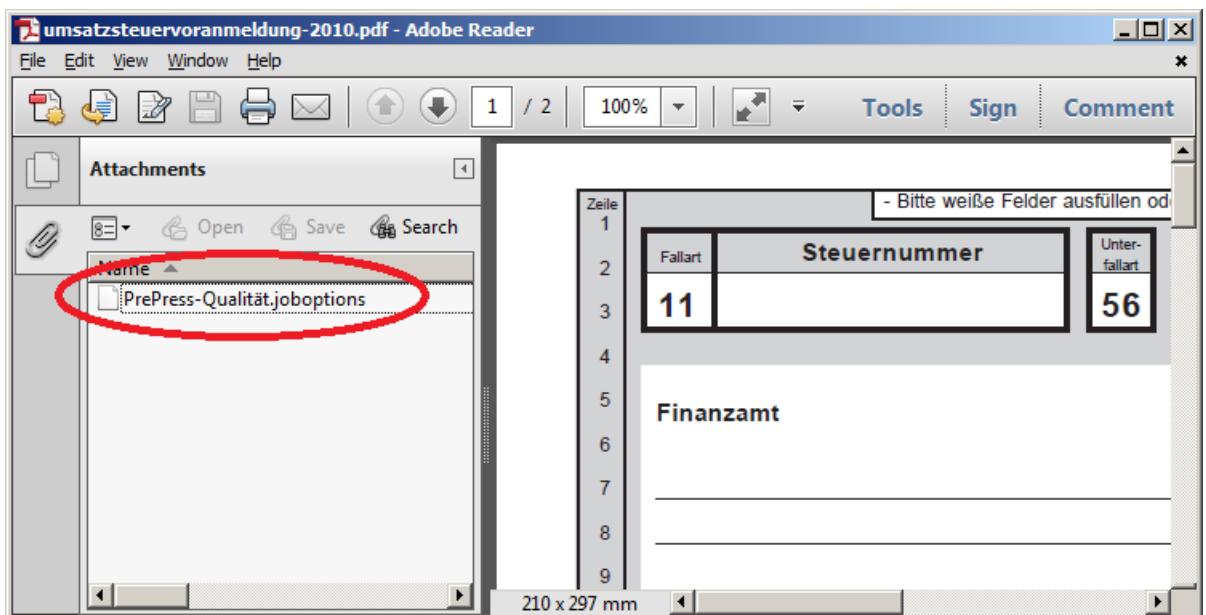 umsatzsteuervoranmeldung-2010.pdf - Adobe Reader
File Edit View Window Help
1 / 2 100% Tools Sign Comment
Attachments
Open Save Search
Name
PrePress-Qualität.joboptions
Zeile
1
2
3
4
5
6
7
8
9
- Bitte weiße Felder ausfüllen od
Fallart
Steuernummer
Unter-
fallart
11
56
Finanzamt
210 x 297 mm